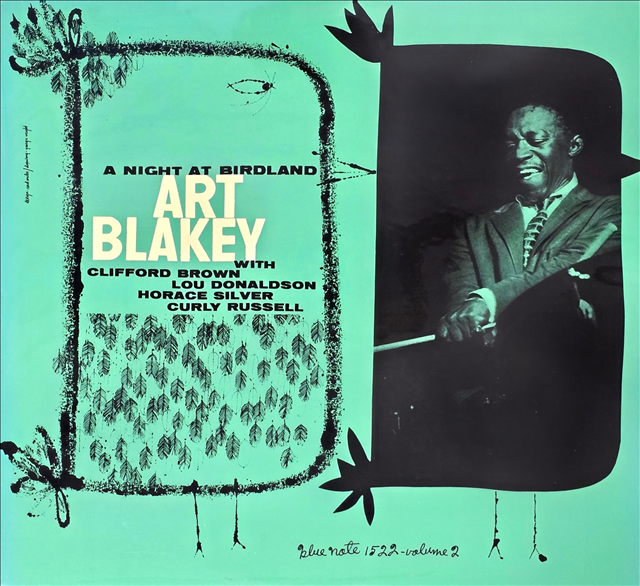 A NIGHT AT BIRDLAND
ART
BLAKEY
WITH
CLIFFORD BROWN
LOU DONALDSON
HORACE SILVER
CURLY RUSSELL
blue note 1522-volume 2